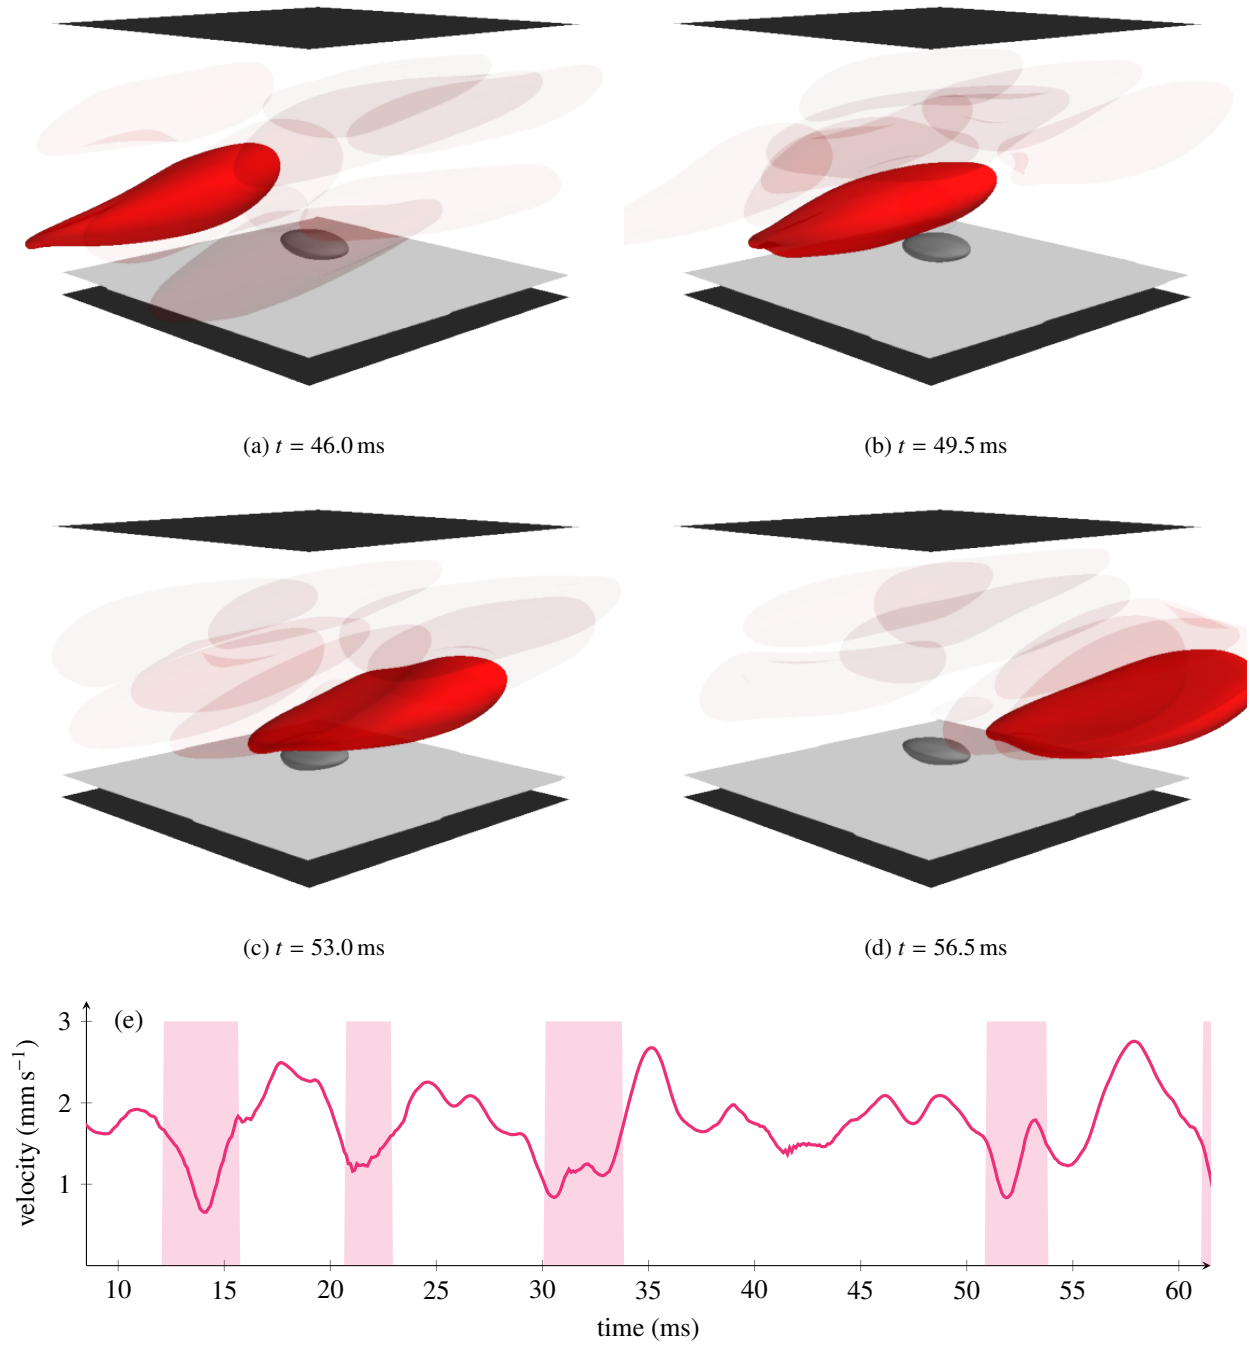 (a) t = 46.0 ms
(b) t = 49.5 ms
(c) t = 53.0 ms
(d) t = 56.5 ms
(e)
velocity (mm s⁻¹)
3
2
1
10 15 20 25 30 35 40 45 50 55 60
time (ms)